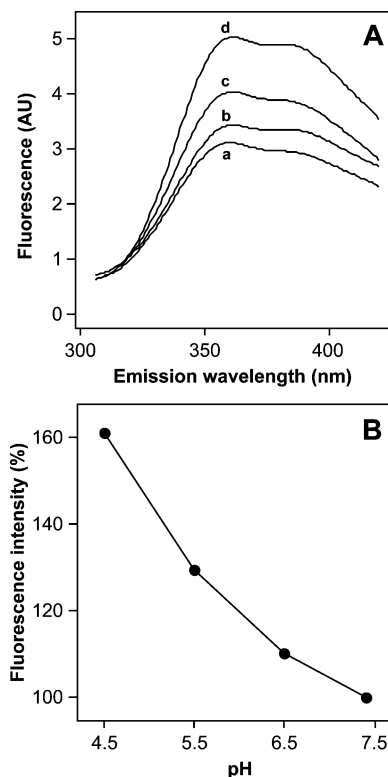 A
5
4
3
2
1
0
Fluorescence (AU)
d
c
b
a
300 350 400
Emission wavelength (nm)
B
160
140
120
100
Fluorescence intensity (%)
4.5 5.5 6.5 7.5
pH